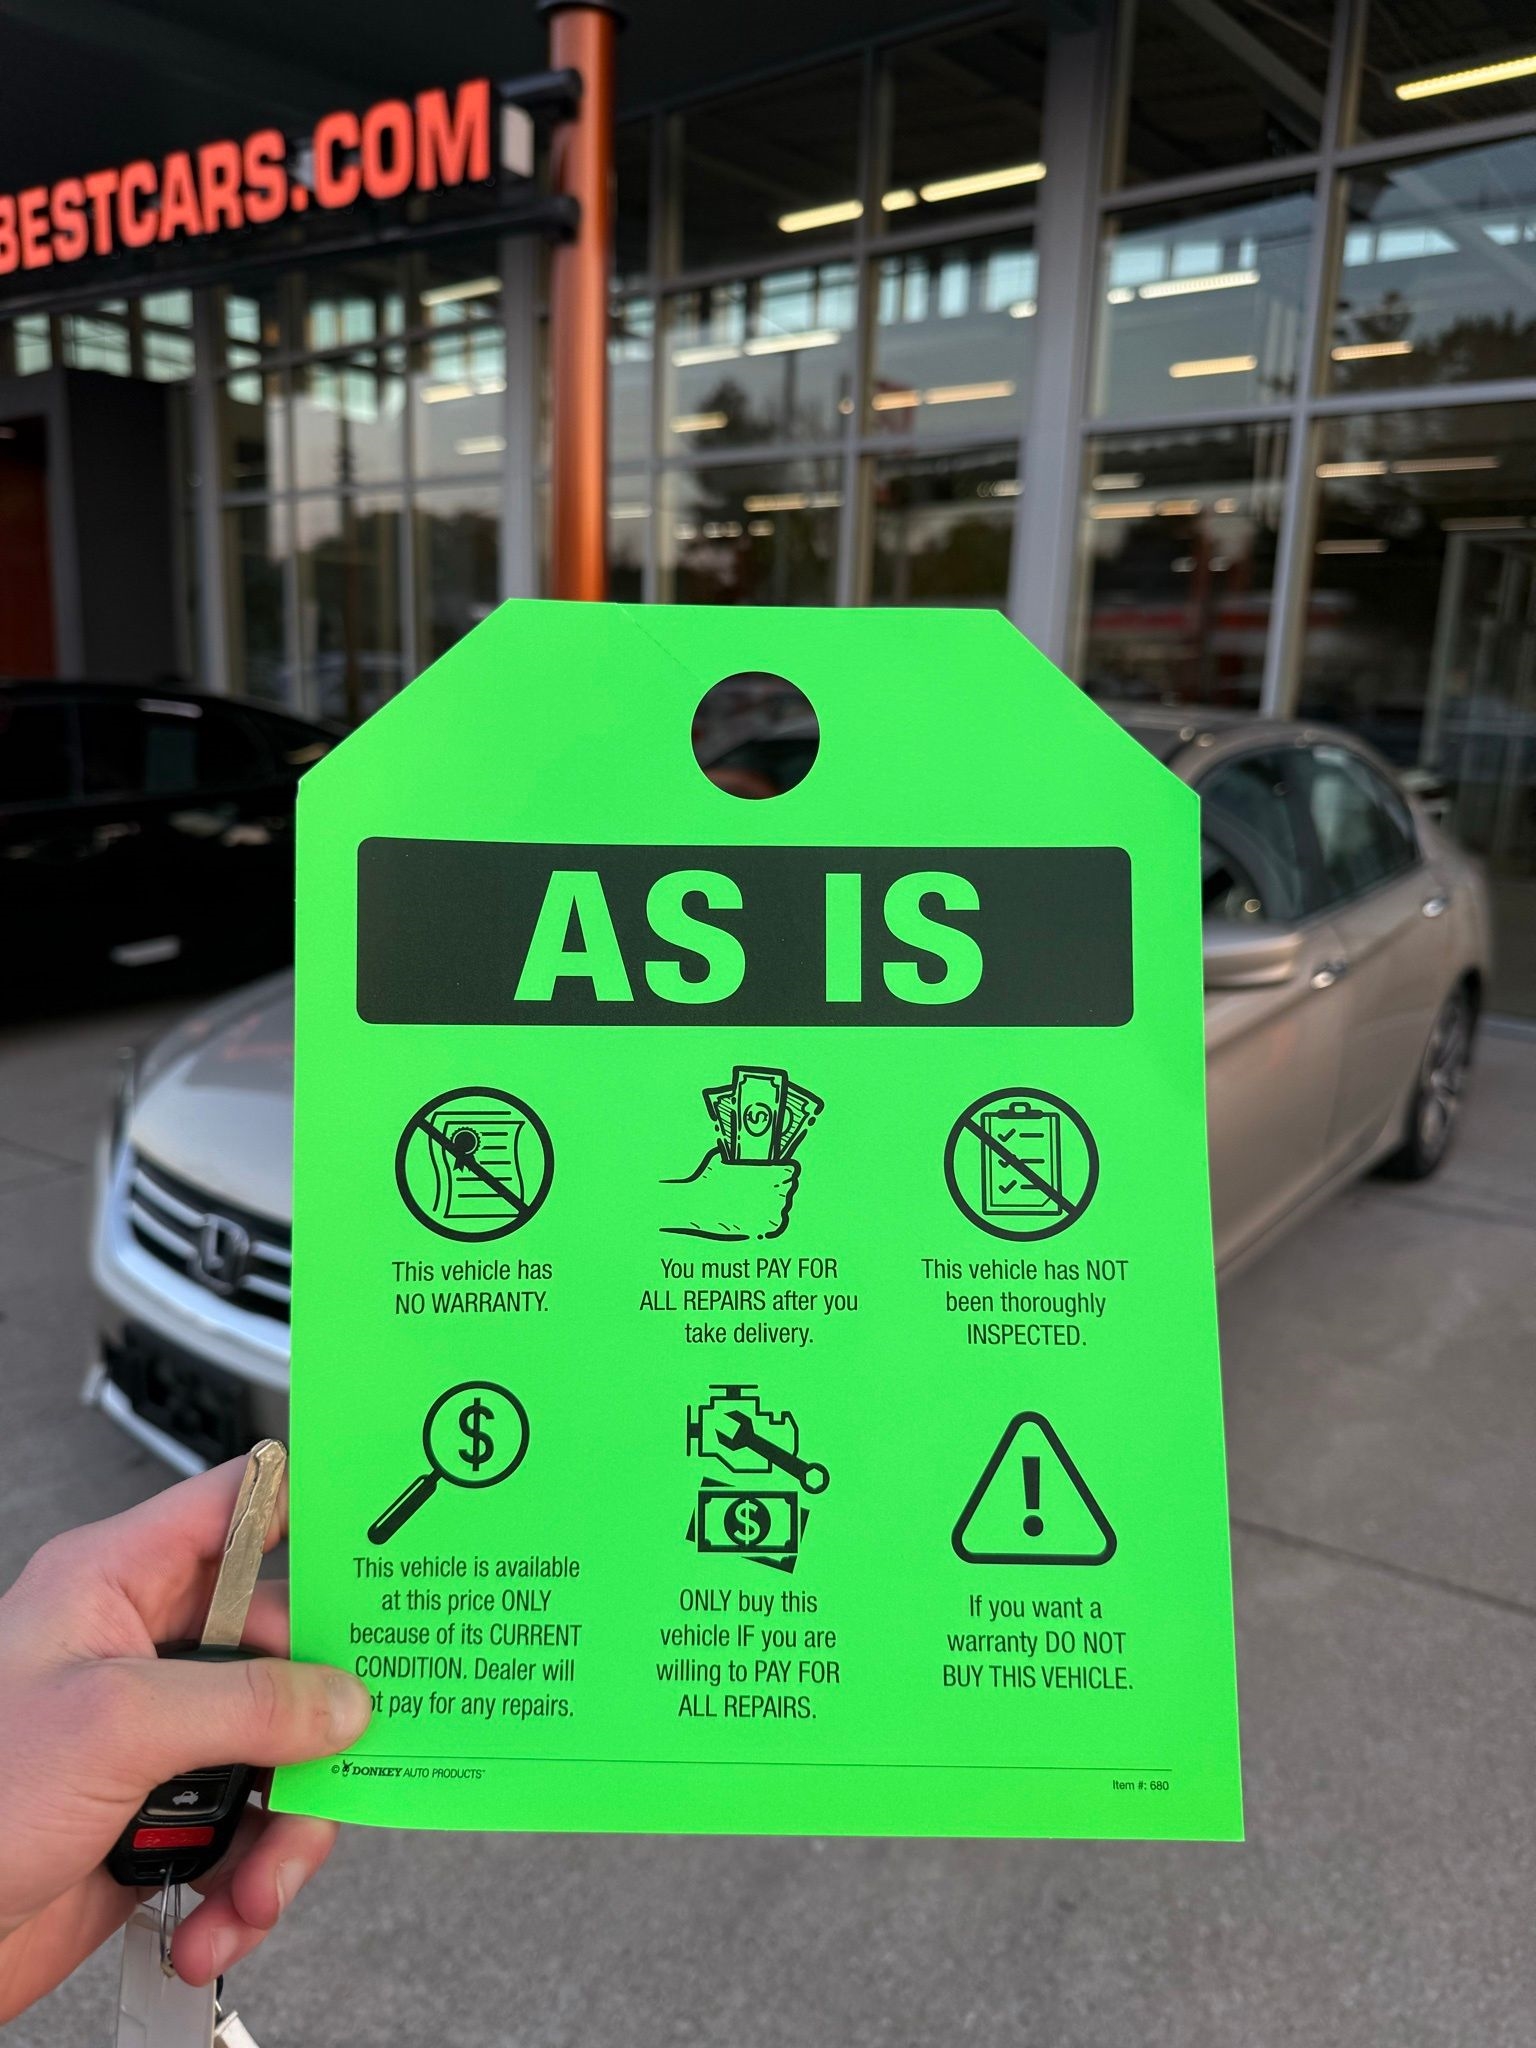 BESTCARS.COM
AS IS
This vehicle has
NO WARRANTY.
You must PAY FOR
ALL REPAIRS after you
take delivery.
This vehicle has NOT
been thoroughly
INSPECTED.
$
This vehicle is available
at this price ONLY
because of its CURRENT
CONDITION. Dealer will
pay for any repairs.
$
ONLY buy this
vehicle IF you are
willing to PAY FOR
ALL REPAIRS.
!
If you want a
warranty DO NOT
BUY THIS VEHICLE.
© DONKEY AUTO PRODUCTS™
Item #: 680